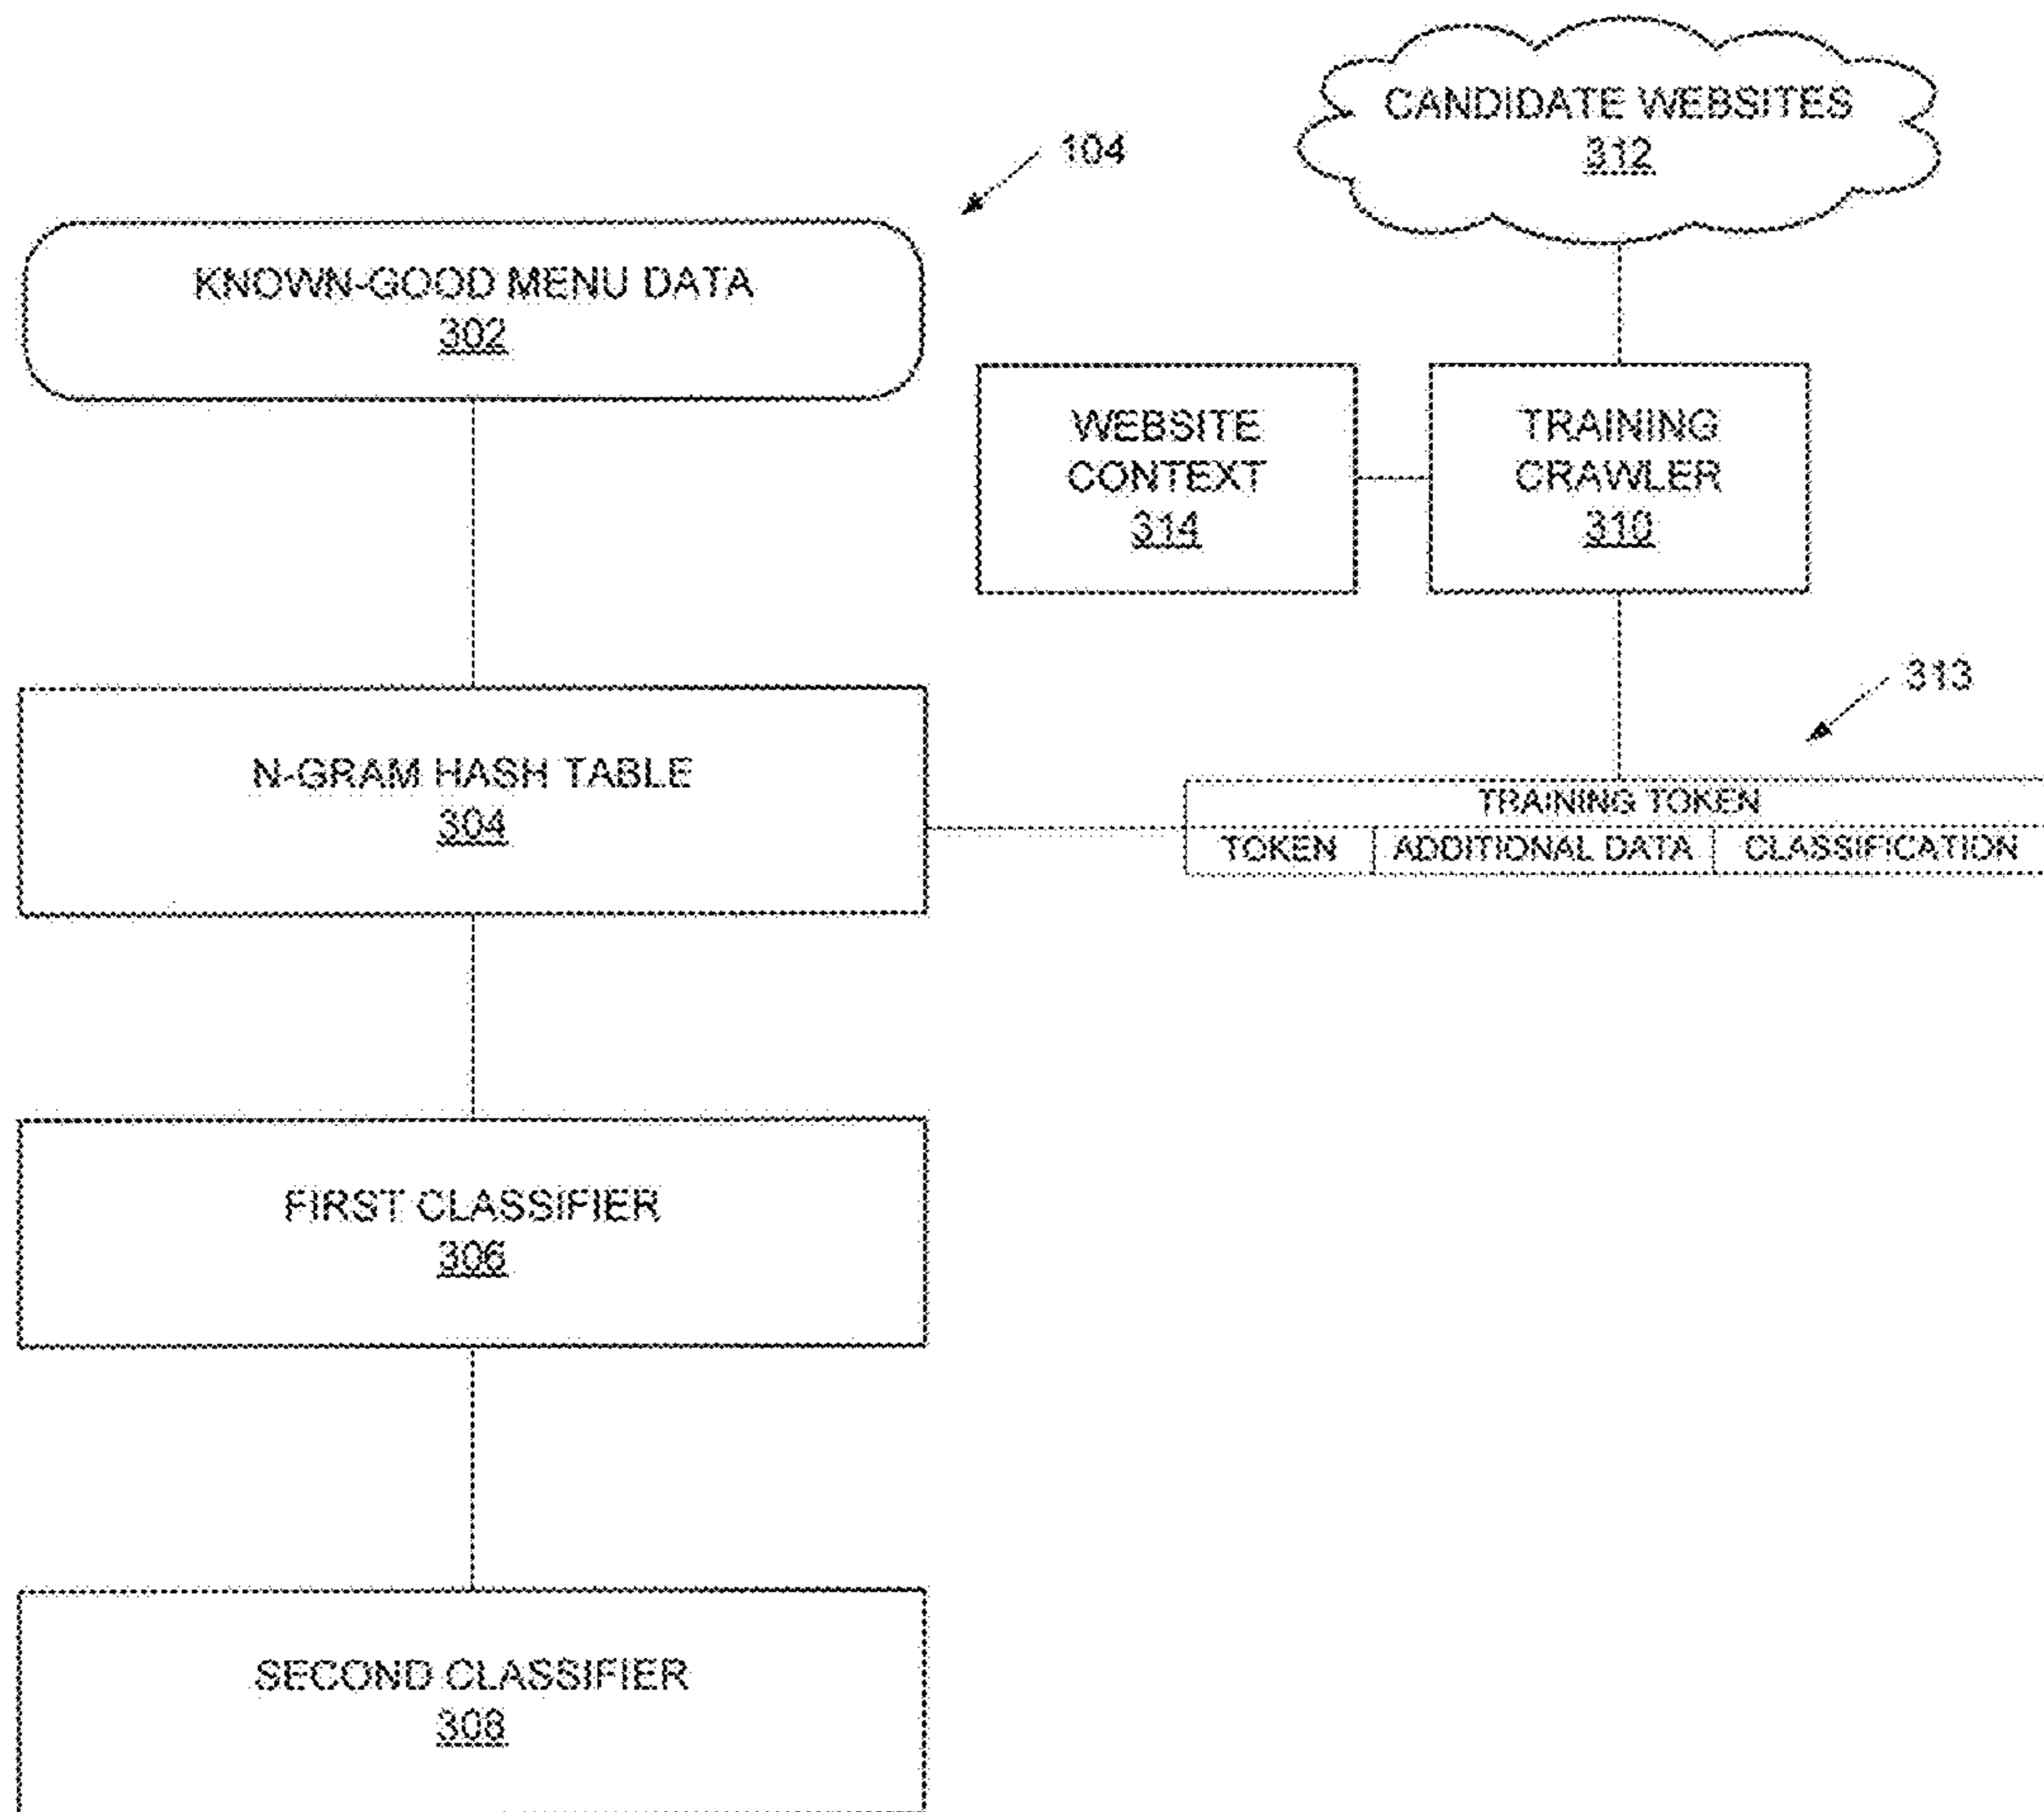 CANDIDATE WEBSITES
312
104
KNOWN-GOOD MENU DATA
302
WEBSITE
CONTEXT
314
TRAINING
CRAWLER
310
313
N-GRAM HASH TABLE
304
TRAINING TOKEN
TOKEN ADDITIONAL DATA CLASSIFICATION
FIRST CLASSIFIER
306
SECOND CLASSIFIER
308